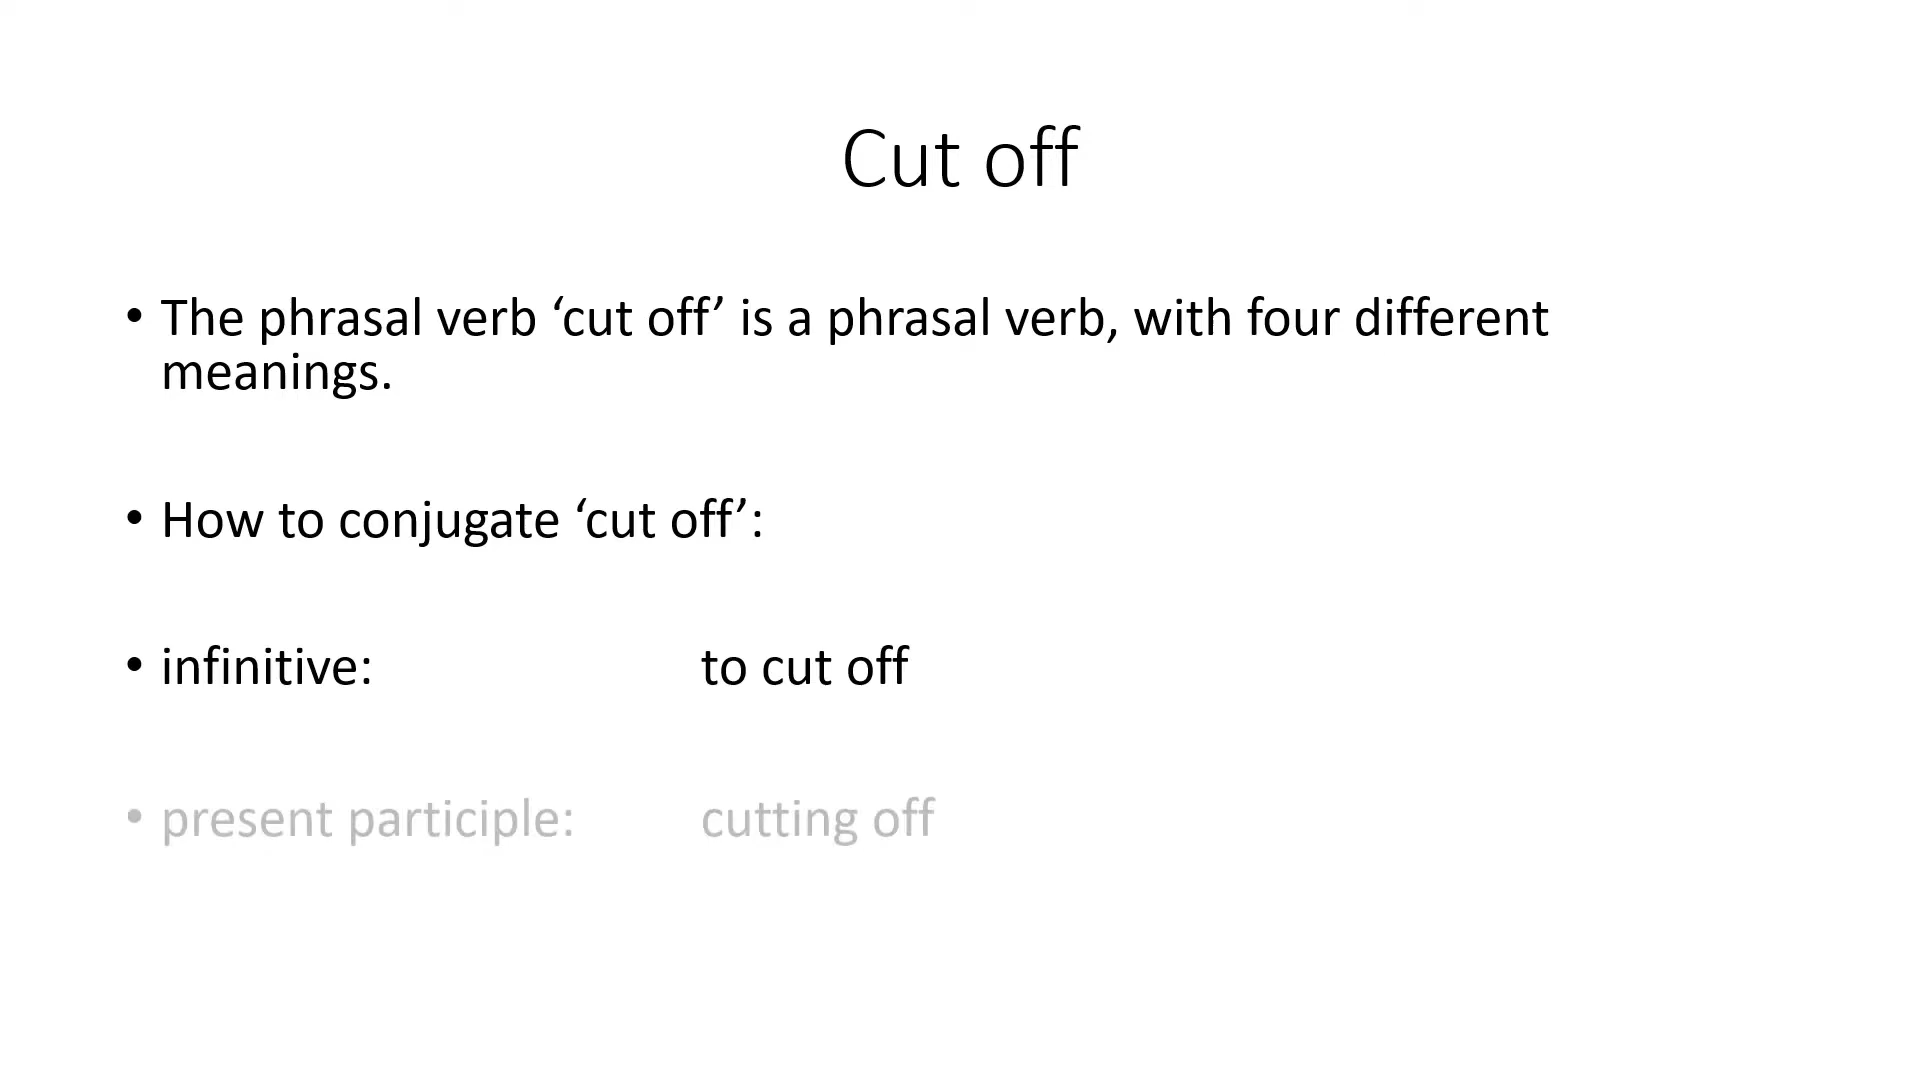 Cut off
• The phrasal verb ‘cut off’ is a phrasal verb, with four different
meanings.
• How to conjugate ‘cut off’:
• infinitive: to cut off
• present participle: cutting off